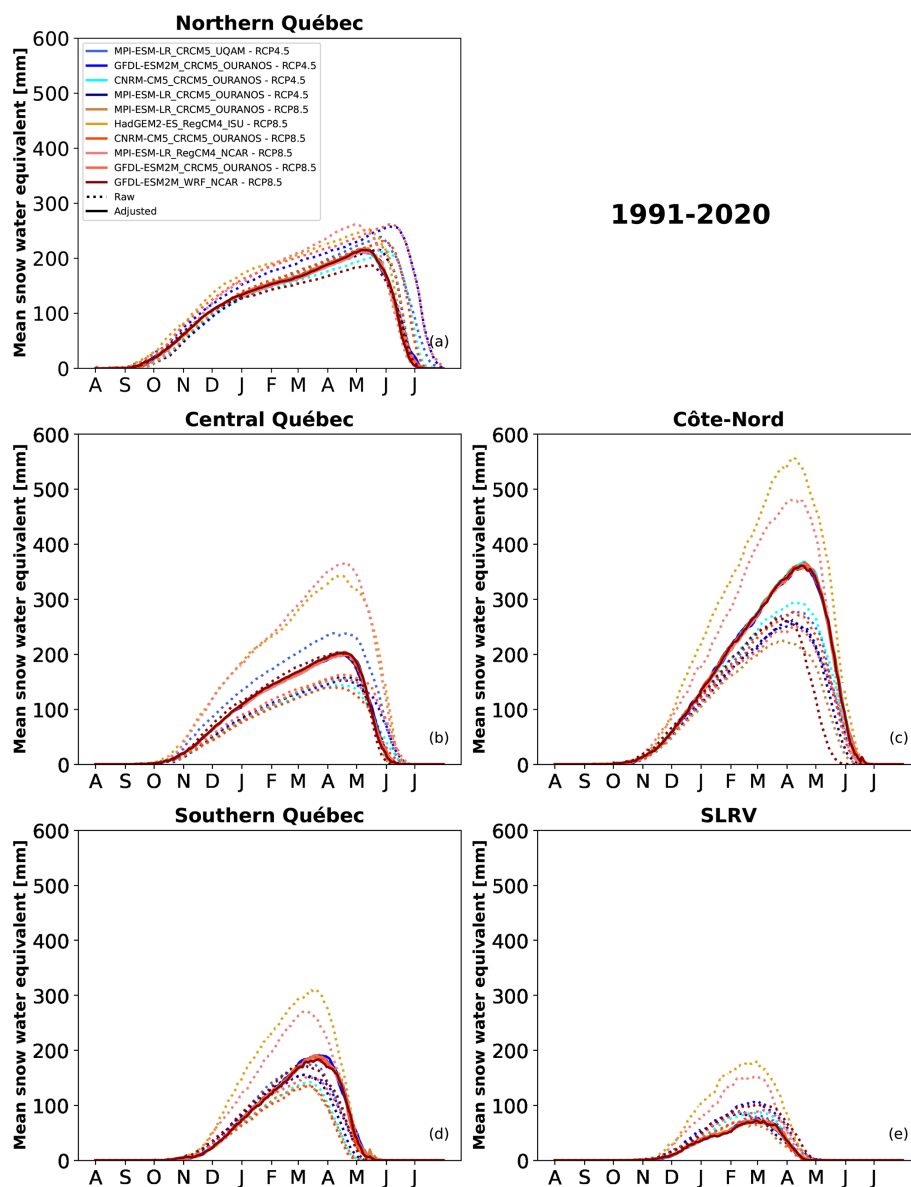 Northern Québec
Mean snow water equivalent [mm]
600
500
400
300
200
100
0
MPI-ESM-LR_CRCM5_UQAM - RCP4.5
GFDL-ESM2M_CRCM5_OURANOS - RCP4.5
CNRM-CM5_CRCM5_OURANOS - RCP4.5
MPI-ESM-LR_CRCM5_OURANOS - RCP4.5
MPI-ESM-LR_CRCM5_OURANOS - RCP8.5
HadGEM2-ES_RegCM4_ISU - RCP8.5
CNRM-CM5_CRCM5_OURANOS - RCP8.5
MPI-ESM-LR_RegCM4_NCAR - RCP8.5
GFDL-ESM2M_CRCM5_OURANOS - RCP8.5
GFDL-ESM2M_WRF_NCAR - RCP8.5
Raw
Adjusted
(a)
A S O N D J F M A M J J
1991-2020
Central Québec
Mean snow water equivalent [mm]
600
500
400
300
200
100
0
(b)
A S O N D J F M A M J J
Côte-Nord
Mean snow water equivalent [mm]
600
500
400
300
200
100
0
(c)
A S O N D J F M A M J J
Southern Québec
Mean snow water equivalent [mm]
600
500
400
300
200
100
0
(d)
A S O N D J F M A M J J
SLRV
Mean snow water equivalent [mm]
600
500
400
300
200
100
0
(e)
A S O N D J F M A M J J